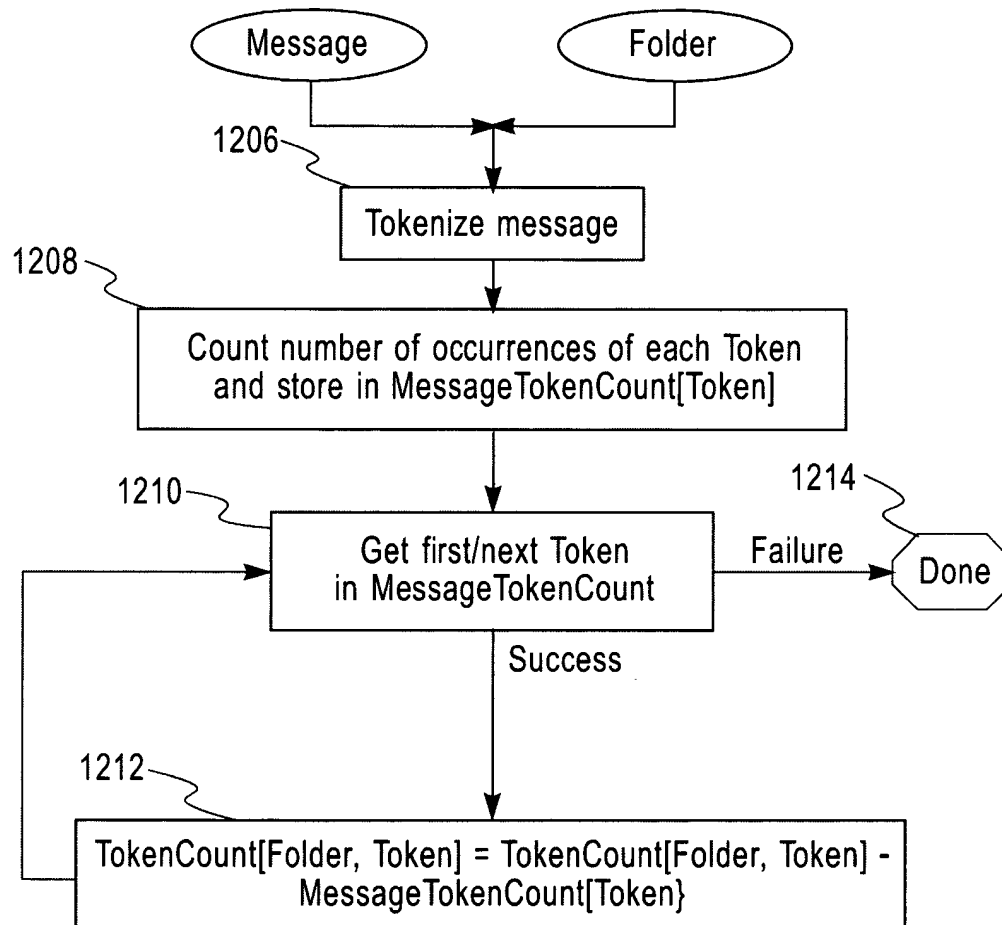 Message
Folder
1206
Tokenize message
1208
Count number of occurrences of each Token
and store in MessageTokenCount[Token]
1210
1214
Get first/next Token
in MessageTokenCount
Failure
Done
Success
1212
TokenCount[Folder, Token] = TokenCount[Folder, Token] -
MessageTokenCount[Token}